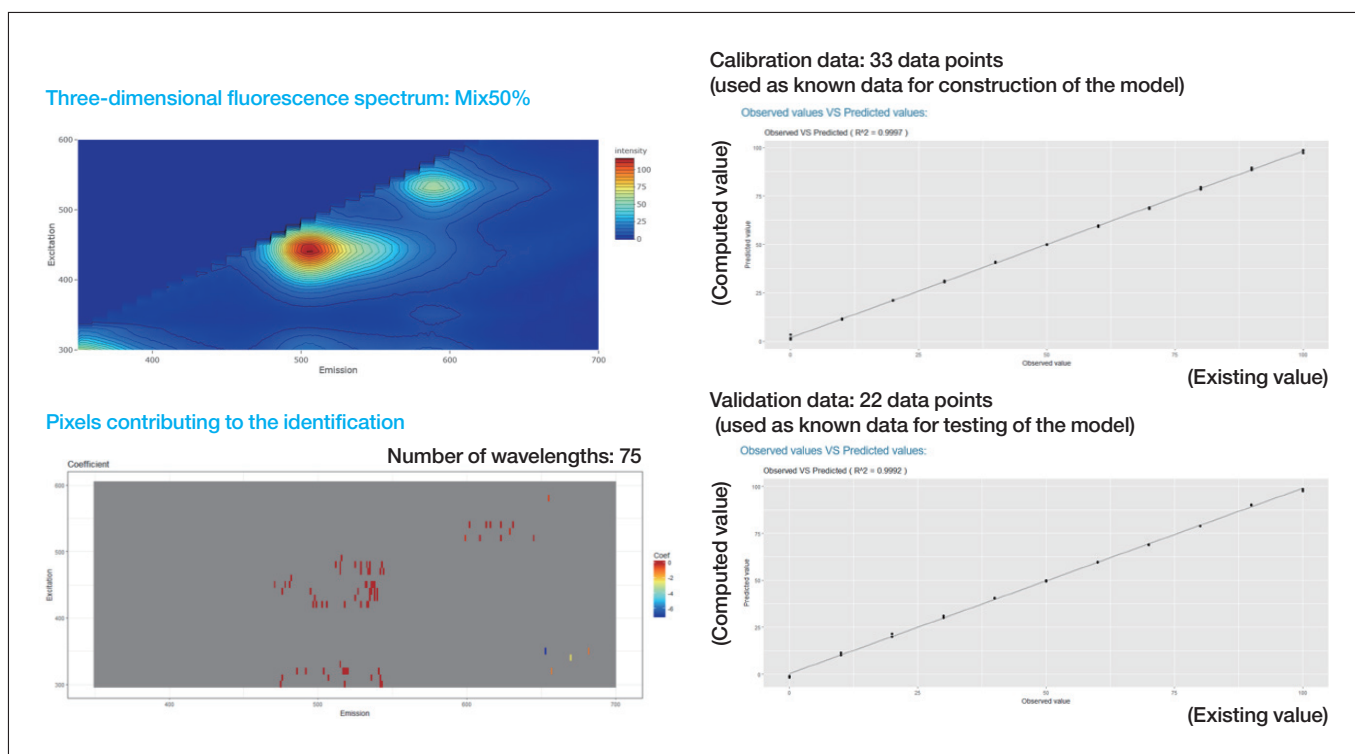 Three-dimensional fluorescence spectrum: Mix50%
600
500
400
300
Excitation
400
500
600
700
Emission
intensity
100
75
50
25
0
Pixels contributing to the identification
Number of wavelengths: 75
Coefficient
600
500
400
300
Excitation
400
500
600
700
Emission
Coef
0
-2
-4
-6
Calibration data: 33 data points
(used as known data for construction of the model)
Observed values VS Predicted values:
Observed VS Predicted ( R^2 = 0.9997 )
(Computed value)
Predicted value
100
75
50
25
0
0
25
50
75
100
Observed value
(Existing value)
Validation data: 22 data points
(used as known data for testing of the model)
Observed values VS Predicted values:
Observed VS Predicted ( R^2 = 0.9992 )
(Computed value)
Predicted value
100
75
50
25
0
0
25
50
75
100
Observed value
(Existing value)